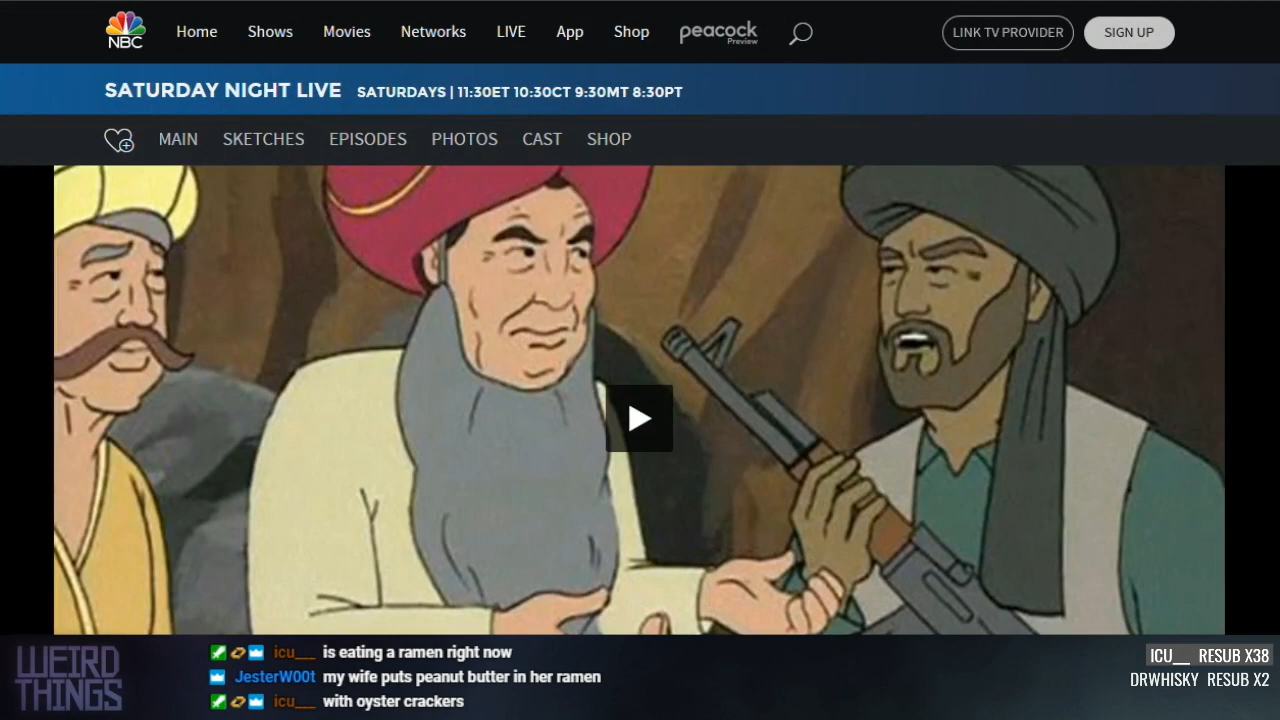 NBC Home Shows Movies Networks LIVE App Shop peacock Preview LINK TV PROVIDER SIGN UP
SATURDAY NIGHT LIVE SATURDAYS | 11:30ET 10:30CT 9:30MT 8:30PT
MAIN SKETCHES EPISODES PHOTOS CAST SHOP
WEIRD THINGS
icu___ is eating a ramen right now
JesterW00t my wife puts peanut butter in her ramen
icu___ with oyster crackers
ICU__ RESUB X38
DRWHISKY RESUB X2